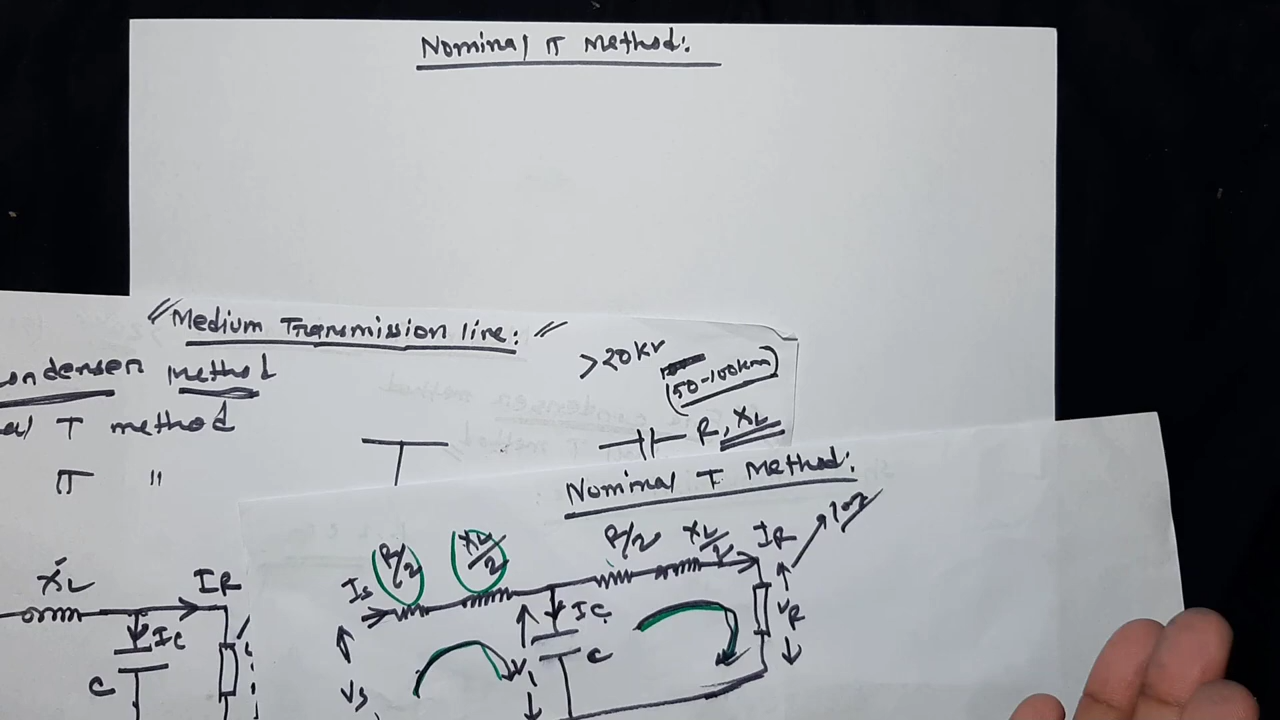 Nominal π Method:
"Medium Transmission line:"
>20kv
(50-100km)
ondenser method
al T method
π "
R, XL
Nominal T Method:
XL
IR
IC
C
Is
R/2
XL/2
R/2
XL/2
IR
IC
C
VR
Vs
V1